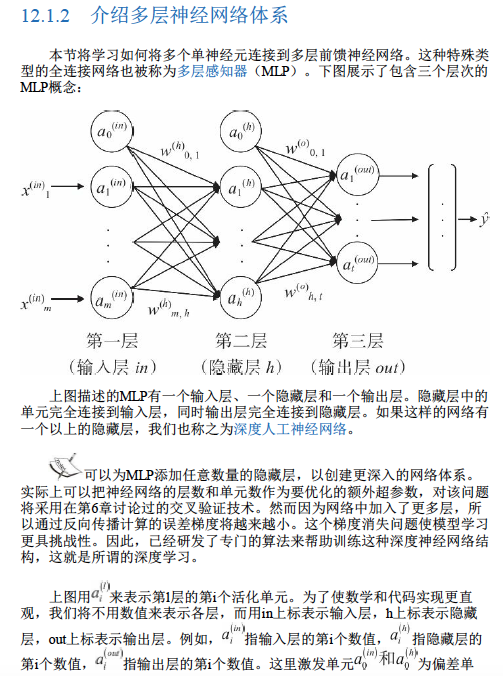 12.1.2 介绍多层神经网络体系
本节将学习如何将多个单神经元连接到多层前馈神经网络。这种特殊类
型的全连接网络也被称为多层感知器（MLP）。下图展示了包含三个层次的
MLP概念：
a₀⁽ⁱⁿ⁾ a₀⁽ʰ⁾
w⁽ʰ⁾₀,₁ w⁽ᵒ⁾₀,₁
x⁽ⁱⁿ⁾₁ a₁⁽ⁱⁿ⁾ a₁⁽ʰ⁾ a₁⁽ᵒᵘᵗ⁾
ŷ
x⁽ⁱⁿ⁾ₘ aₘ⁽ⁱⁿ⁾ aₕ⁽ʰ⁾ aₜ⁽ᵒᵘᵗ⁾
w⁽ʰ⁾ₘ,ₕ w⁽ᵒ⁾ₕ,ₜ
第一层 第二层 第三层
（输入层 in） （隐藏层 h） （输出层 out）
上图描述的MLP有一个输入层、一个隐藏层和一个输出层。隐藏层中的
单元完全连接到输入层，同时输出层完全连接到隐藏层。如果这样的网络有
一个以上的隐藏层，我们也称之为深度人工神经网络。
可以为MLP添加任意数量的隐藏层，以创建更深入的网络体系。
实际上可以把神经网络的层数和单元数作为要优化的额外超参数，对该问题
将采用在第6章讨论过的交叉验证技术。然而因为网络中加入了更多层，所
以通过反向传播计算的误差梯度将越来越小。这个梯度消失问题使模型学习
更具挑战性。因此，已经研发了专门的算法来帮助训练这种深度神经网络结
构，这就是所谓的深度学习。
上图用aᵢ⁽ˡ⁾来表示第l层的第i个活化单元。为了使数学和代码实现更直
观，我们将不用数值来表示各层，而用in上标表示输入层，h上标表示隐藏
层，out上标表示输出层。例如，aᵢ⁽ⁱⁿ⁾指输入层的第i个数值，aᵢ⁽ʰ⁾指隐藏层的
第i个数值，aᵢ⁽ᵒᵘᵗ⁾指输出层的第i个数值。这里激发单元a₀⁽ⁱⁿ⁾和a₀⁽ʰ⁾为偏差单